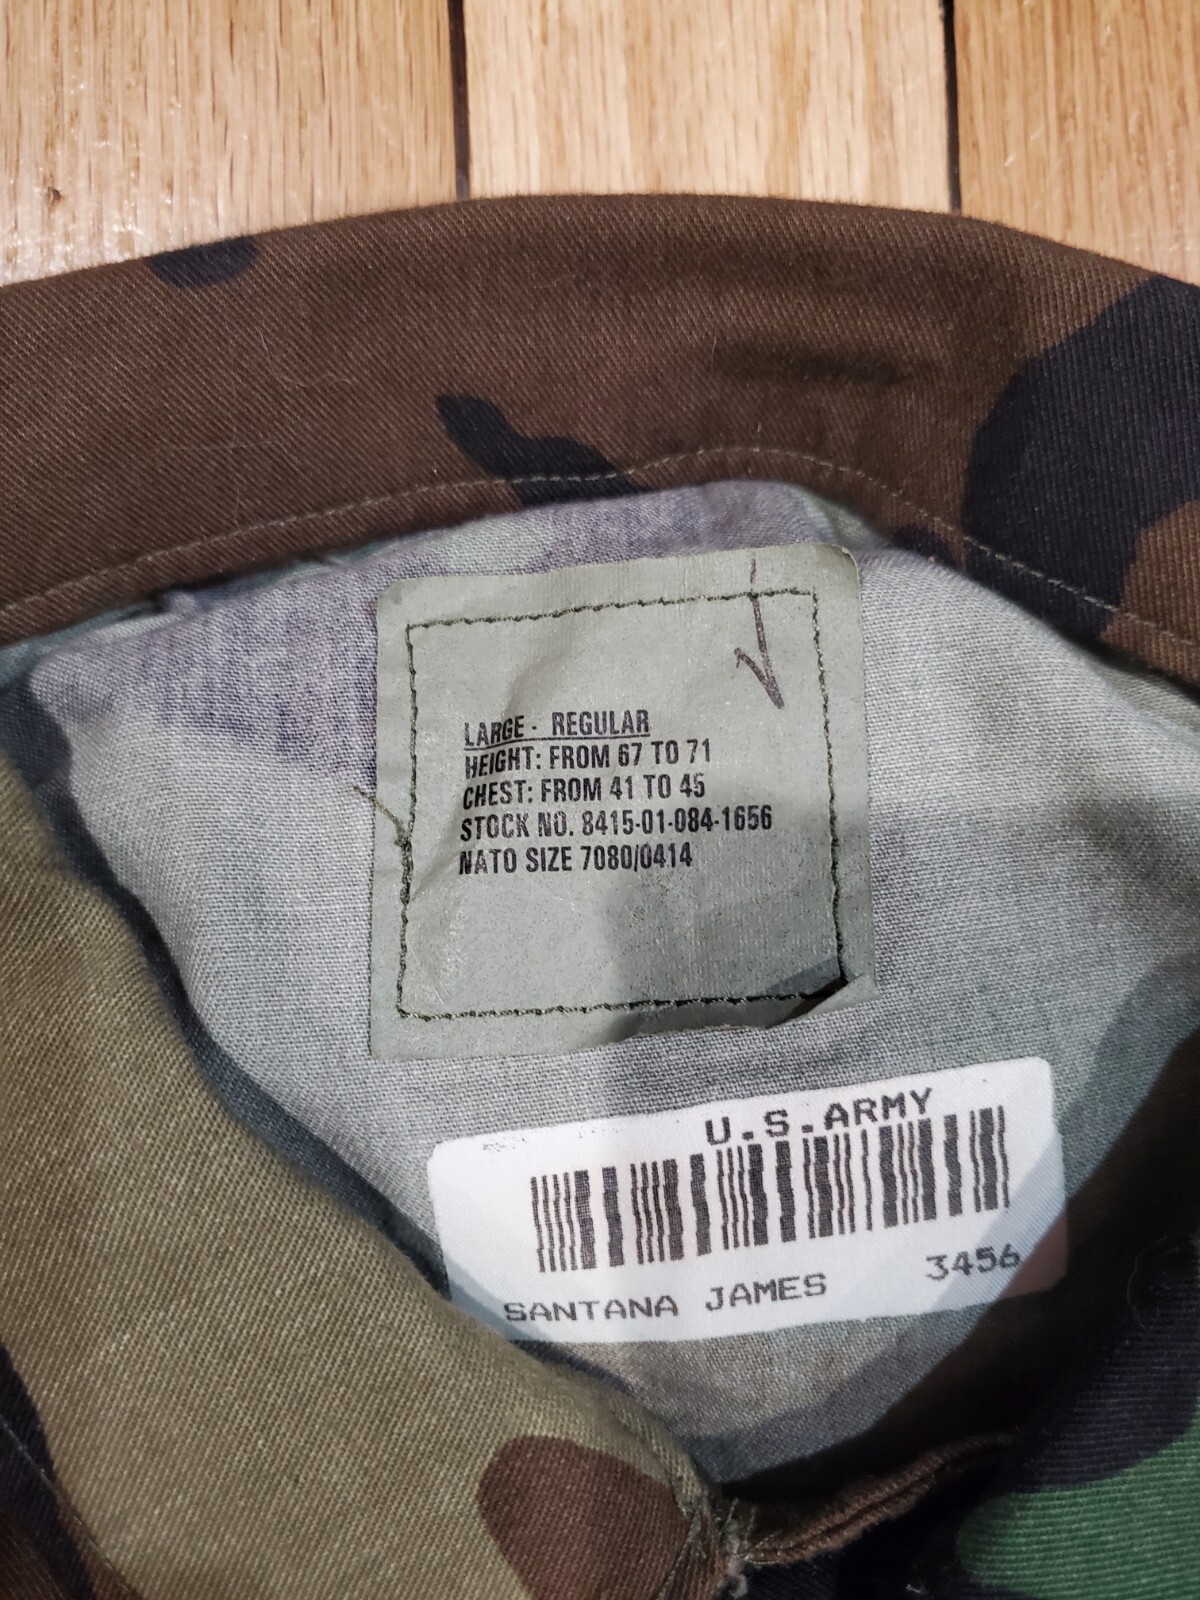 LARGE - REGULAR
HEIGHT: FROM 67 TO 71
CHEST: FROM 41 TO 45
STOCK NO. 8415-01-084-1656
NATO SIZE 7080/0414
U.S.ARMY
SANTANA JAMES 3456